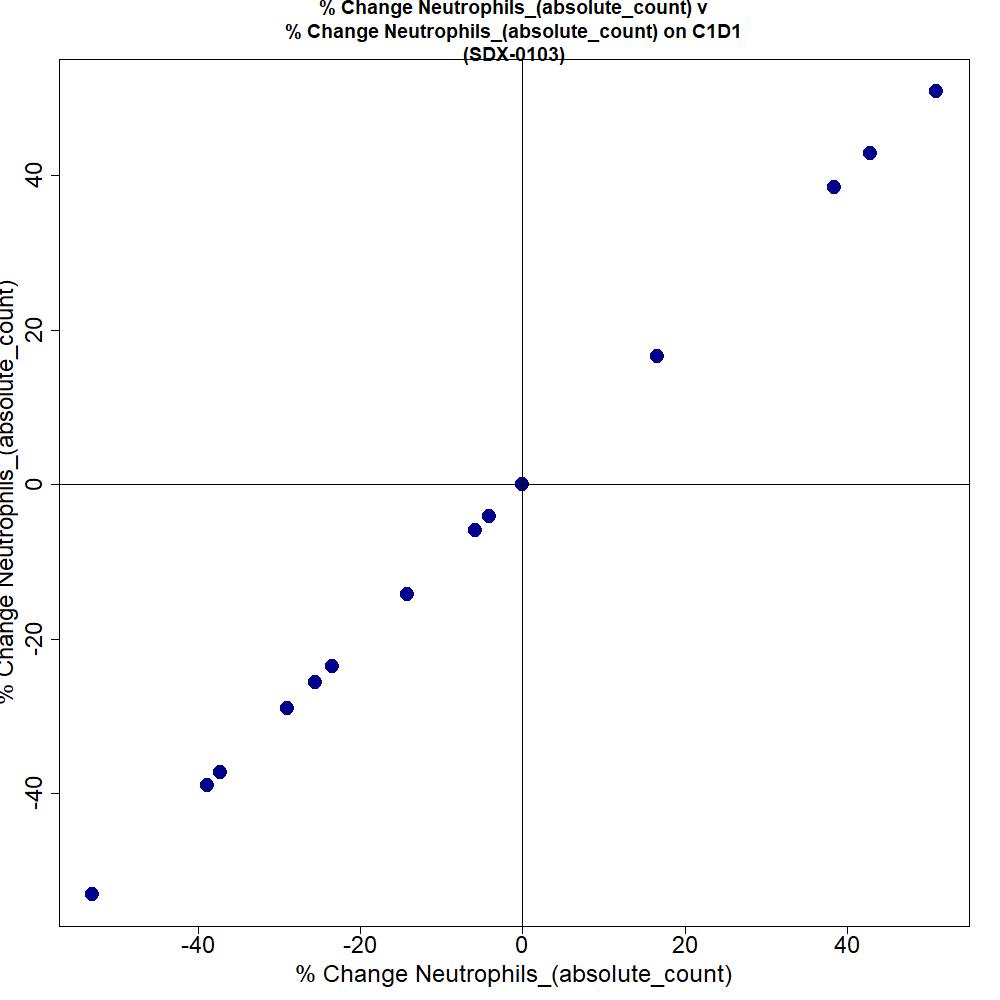 % Change Neutrophils_(absolute_count) v
% Change Neutrophils_(absolute_count) on C1D1
(SDX-0103)
% Change Neutrophils_(absolute_count)
40
20
0
-20
-40
-40
-20
0
20
40
% Change Neutrophils_(absolute_count)